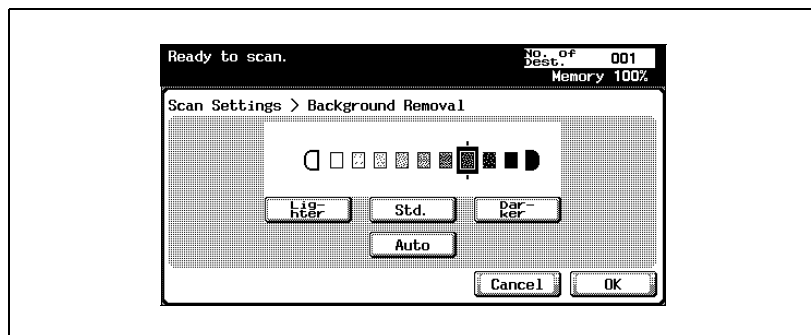 Ready to scan.
No. of
Dest.
001
Memory 100%
Scan Settings > Background Removal
Lig-
hter
Std.
Dar-
ker
Auto
Cancel
OK